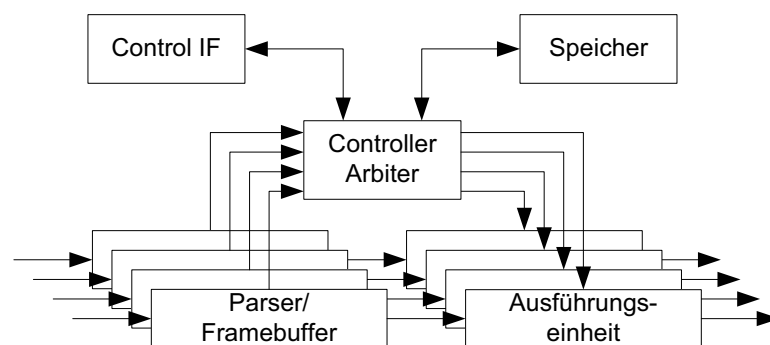 Control IF
Speicher
Controller
Arbiter
Parser/
Framebuffer
Ausführungs-
einheit